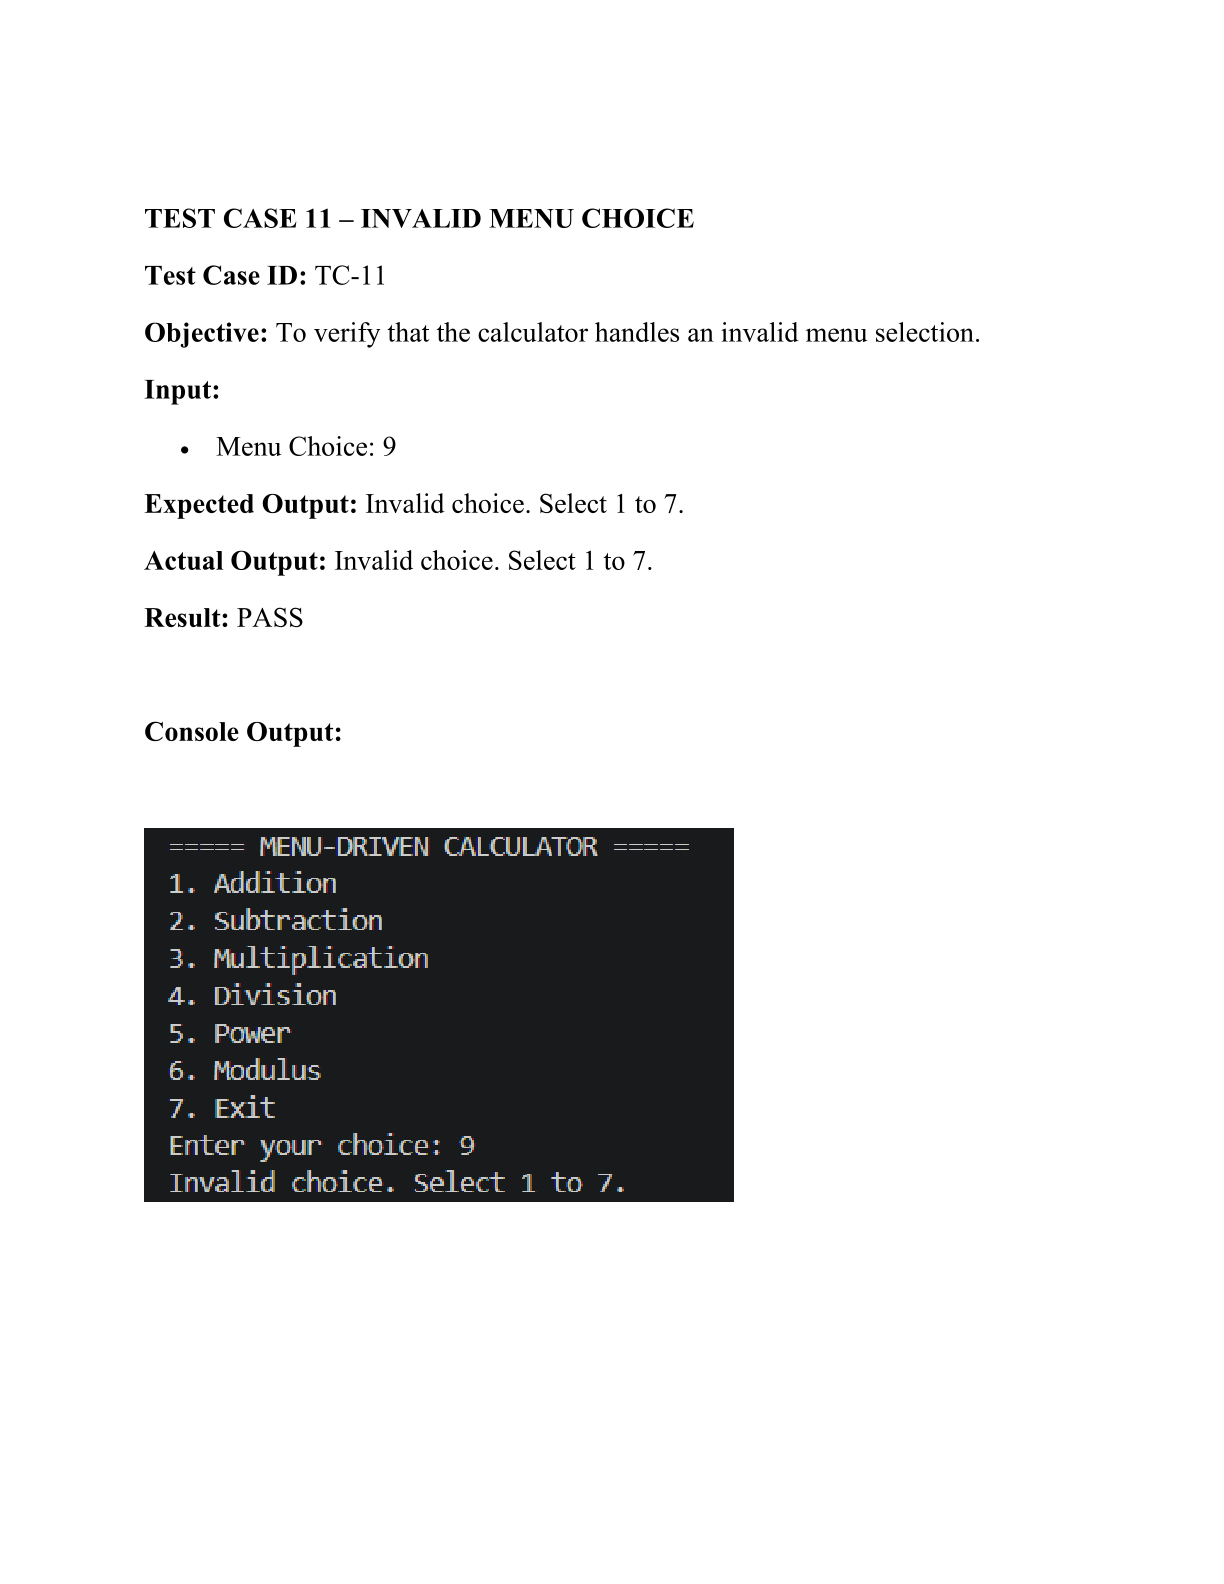 TEST CASE 11 – INVALID MENU CHOICE
Test Case ID: TC-11
Objective: To verify that the calculator handles an invalid menu selection.
Input:
• Menu Choice: 9
Expected Output: Invalid choice. Select 1 to 7.
Actual Output: Invalid choice. Select 1 to 7.
Result: PASS
Console Output:
===== MENU-DRIVEN CALCULATOR =====
1. Addition
2. Subtraction
3. Multiplication
4. Division
5. Power
6. Modulus
7. Exit
Enter your choice: 9
Invalid choice. Select 1 to 7.